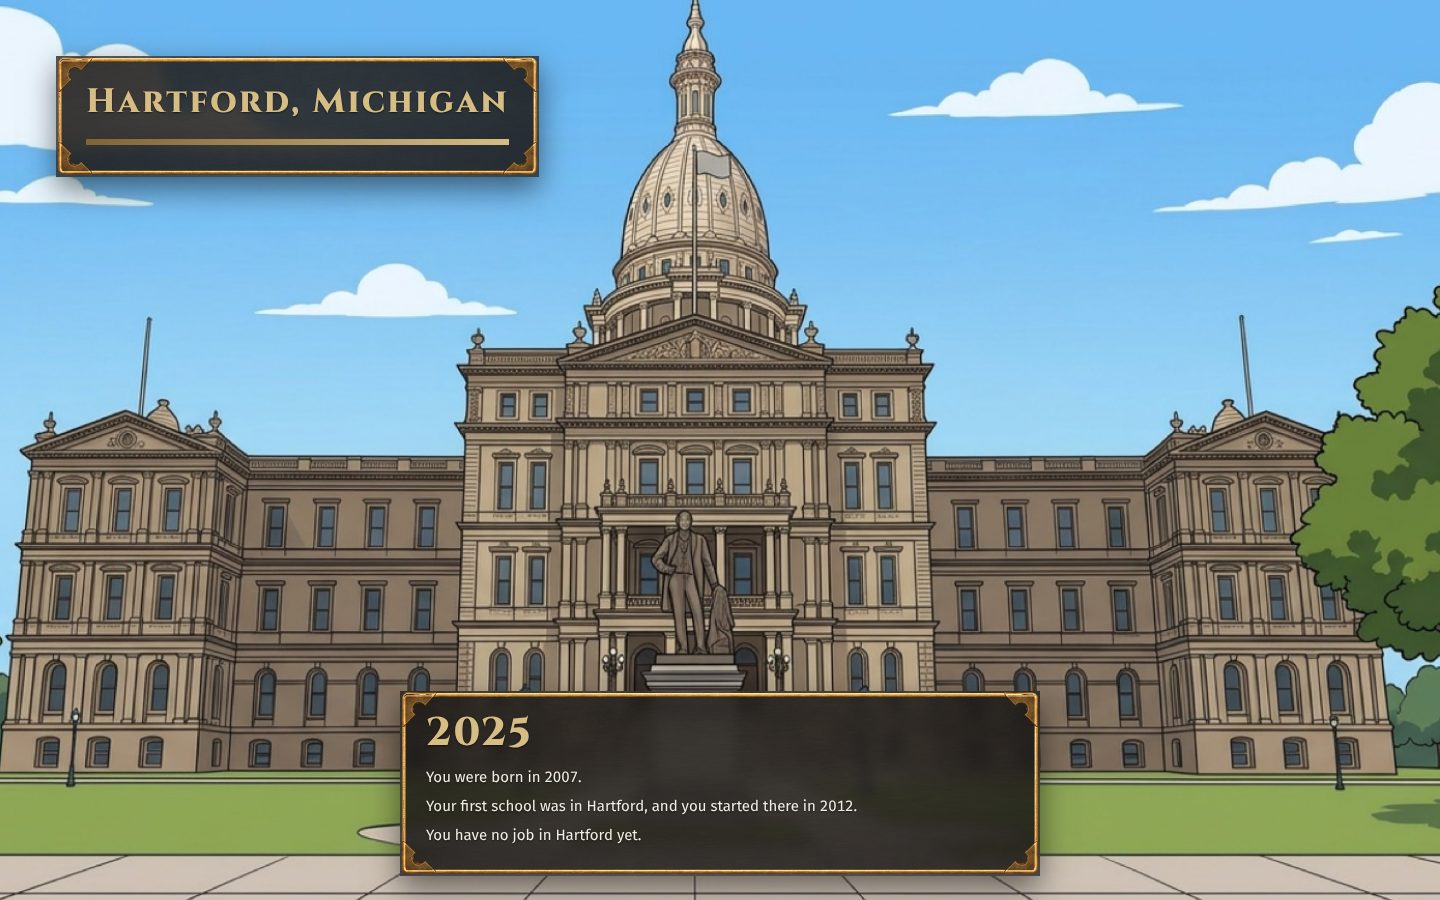 Hartford, Michigan
2025
You were born in 2007.
Your first school was in Hartford, and you started there in 2012.
You have no job in Hartford yet.